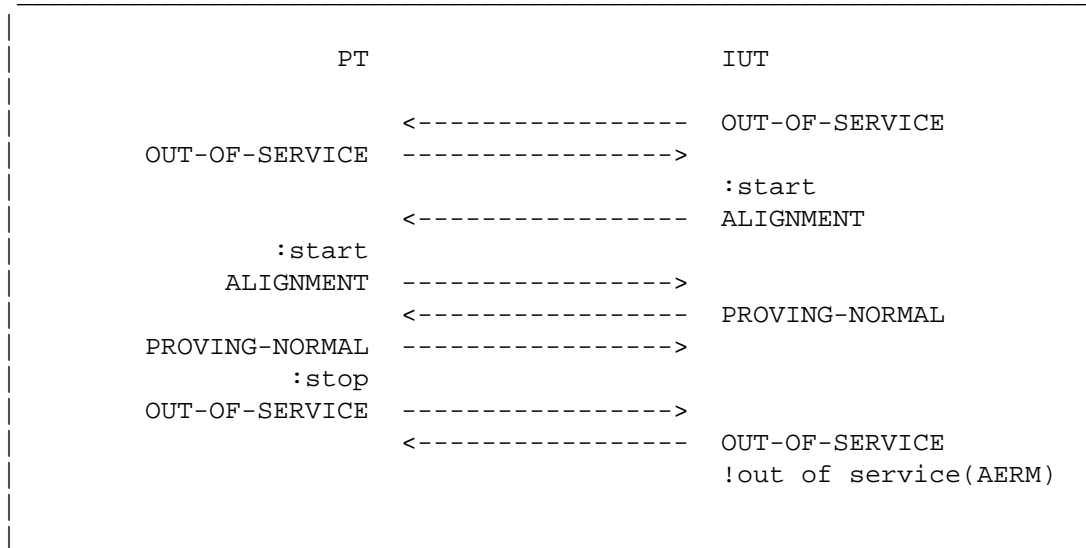 PT IUT
<----------------- OUT-OF-SERVICE
OUT-OF-SERVICE ----------------->
:start
<----------------- ALIGNMENT
:start
ALIGNMENT ----------------->
<----------------- PROVING-NORMAL
PROVING-NORMAL ----------------->
:stop
OUT-OF-SERVICE ----------------->
<----------------- OUT-OF-SERVICE
!out of service(AERM)